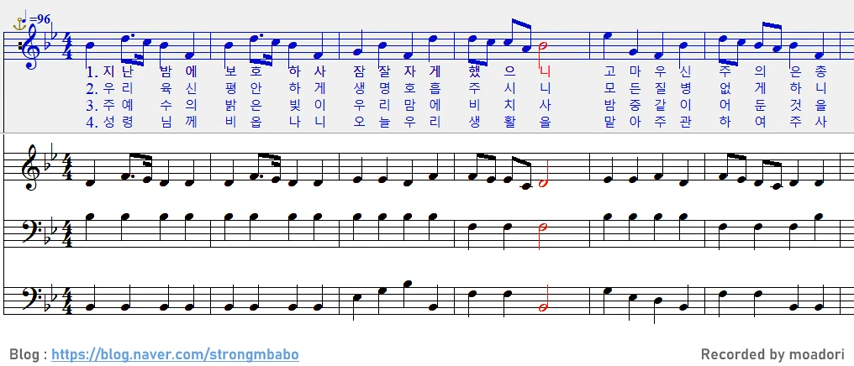 =96
1. 지 난 밤 에 보 호 하 사 잠 잘 자 게 했 으 니 고 마 우 신 주 의 은 총
2. 우 리 육 신 평 안 하 게 생 명 호 흡 주 시 니 모 든 질 병 없 게 하 니
3. 주 예 수 의 밝 은 빛 이 우 리 맘 에 비 치 사 밤 중 같 이 어 둔 것 을
4. 성 령 님 께 비 옵 나 니 오 늘 우 리 생 활 을 맡 아 주 관 하 여 주 사
Blog : https://blog.naver.com/strongmbabo
Recorded by moadori